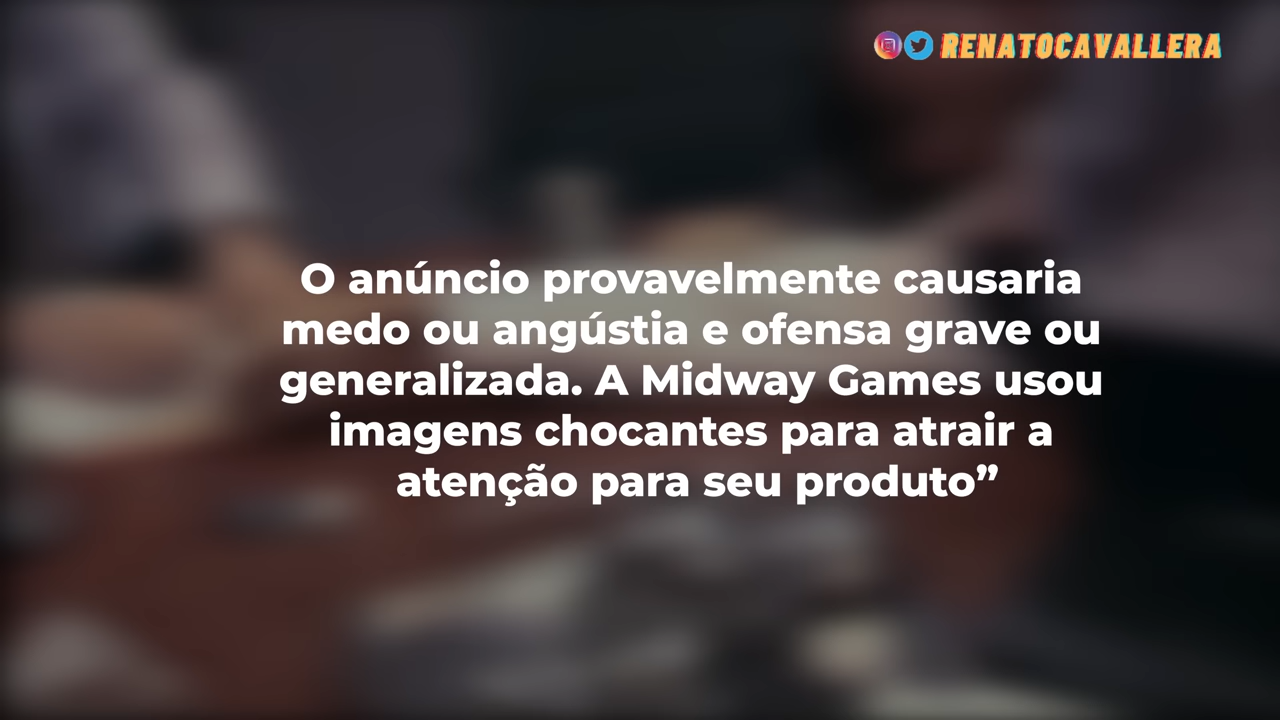 RENATOCAVALLERA
O anúncio provavelmente causaria
medo ou angústia e ofensa grave ou
generalizada. A Midway Games usou
imagens chocantes para atrair a
atenção para seu produto”